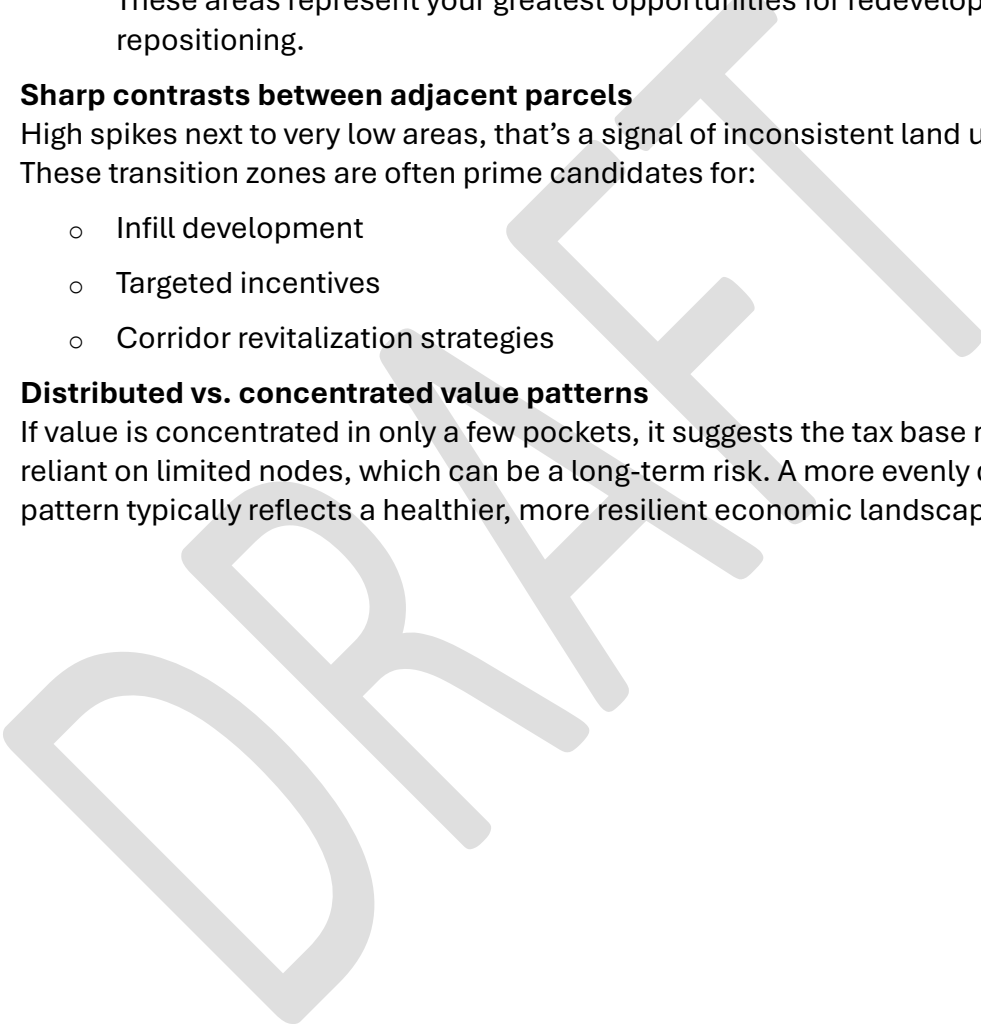 These areas represent your greatest opportunities for redevelop
repositioning.
Sharp contrasts between adjacent parcels
High spikes next to very low areas, that’s a signal of inconsistent land u
These transition zones are often prime candidates for:
○ Infill development
○ Targeted incentives
○ Corridor revitalization strategies
Distributed vs. concentrated value patterns
If value is concentrated in only a few pockets, it suggests the tax base
reliant on limited nodes, which can be a long-term risk. A more evenly
pattern typically reflects a healthier, more resilient economic landscap
DRAFT